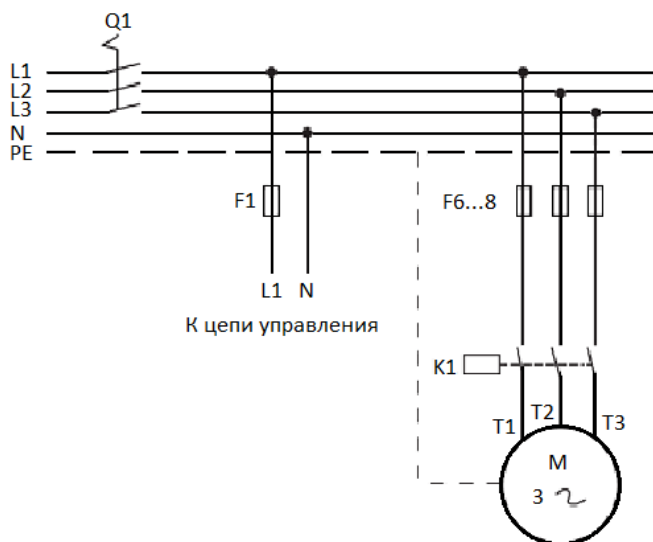 Q1
L1
L2
L3
N
PE
F1
F6...8
L1 N
К цепи управления
K1
T1 T2 T3
M
3